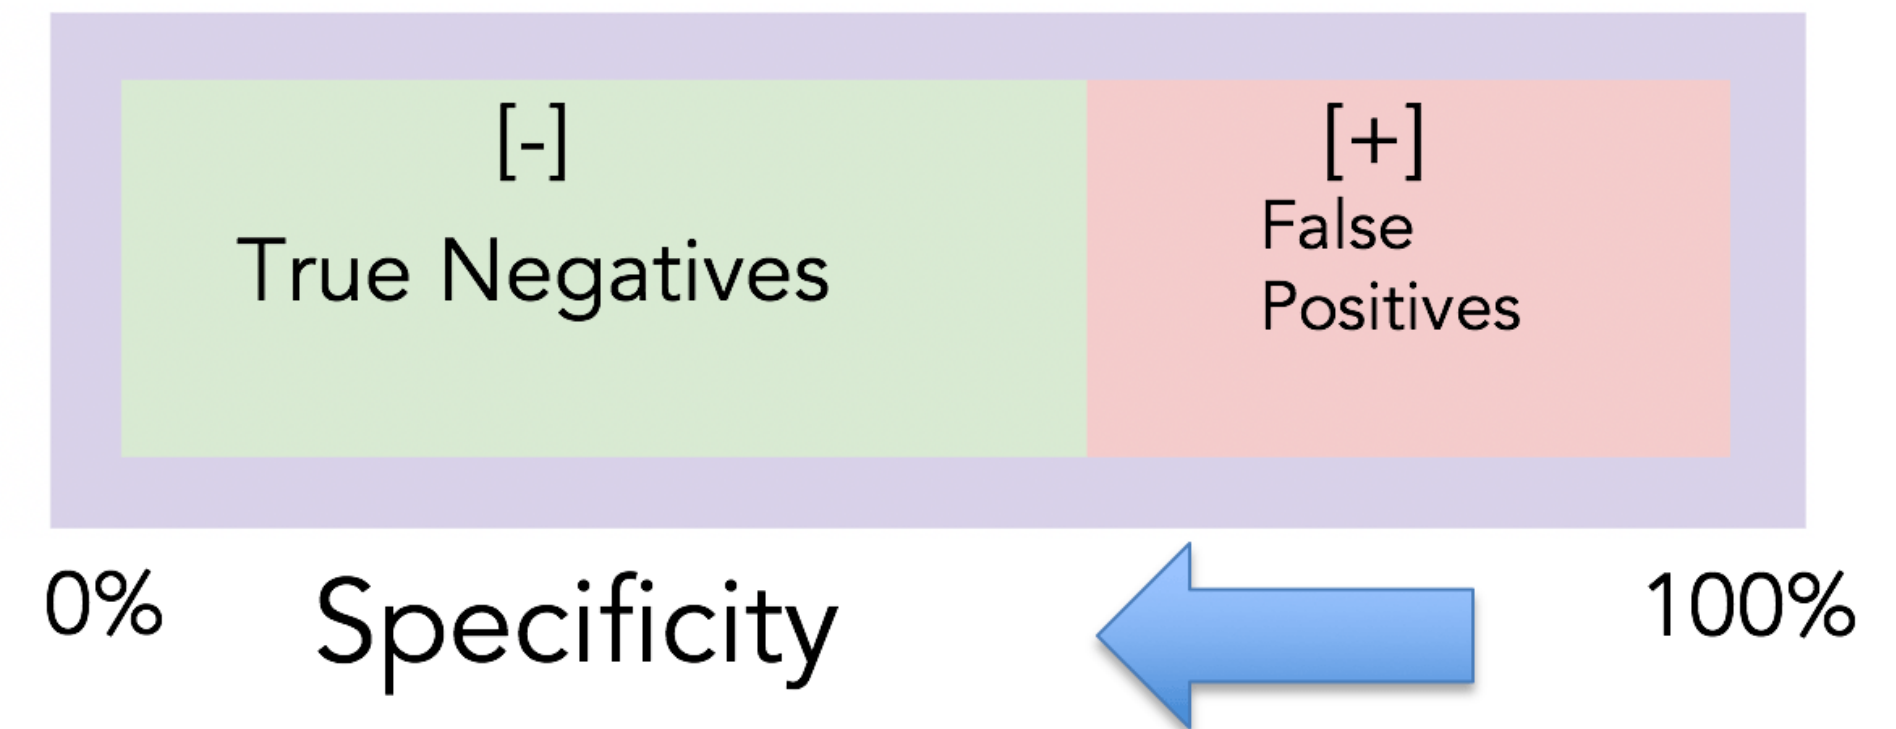 [-]
True Negatives
[+]
False
Positives
0%
Specificity
100%